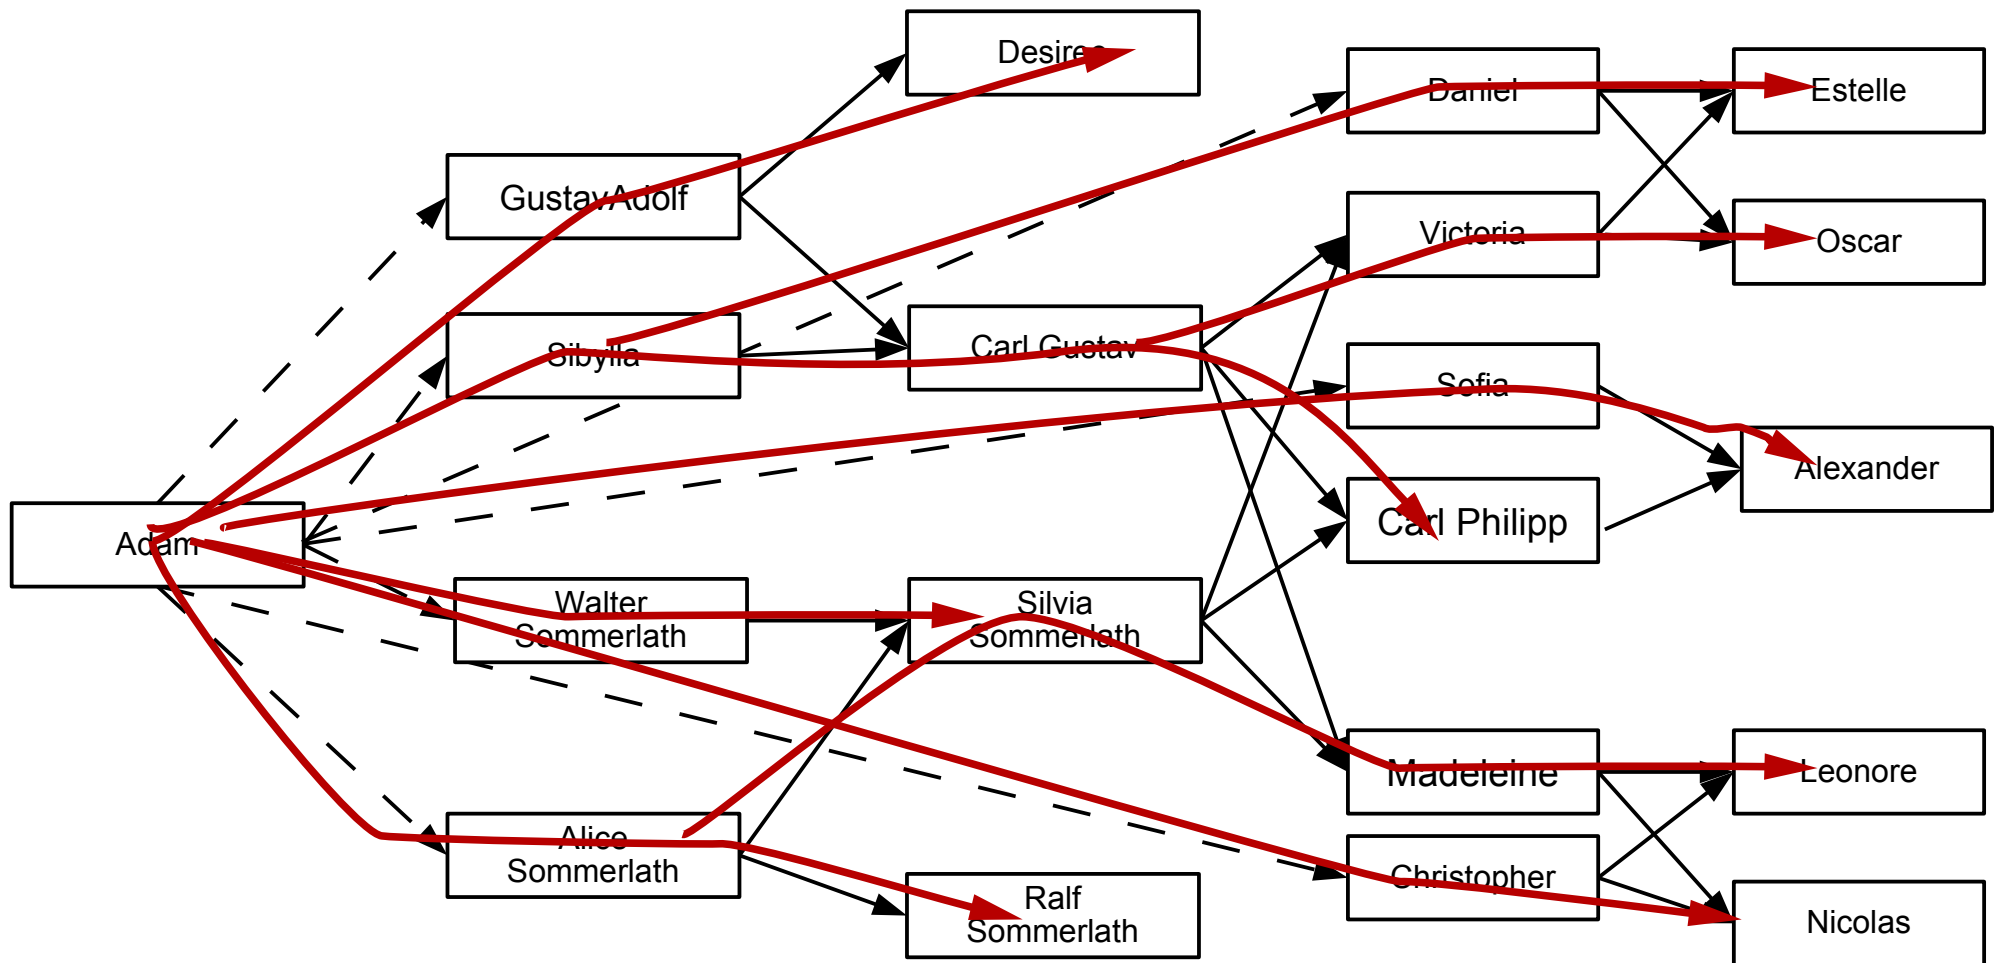 Desiree
Daniel
Estelle
GustavAdolf
Victoria
Oscar
Sibylla
Carl Gustav
Sofia
Alexander
Carl Philipp
Adam
Walter
Sommerlath
Silvia
Sommerlath
Madeleine
Leonore
Alice
Sommerlath
Christopher
Ralf
Sommerlath
Nicolas